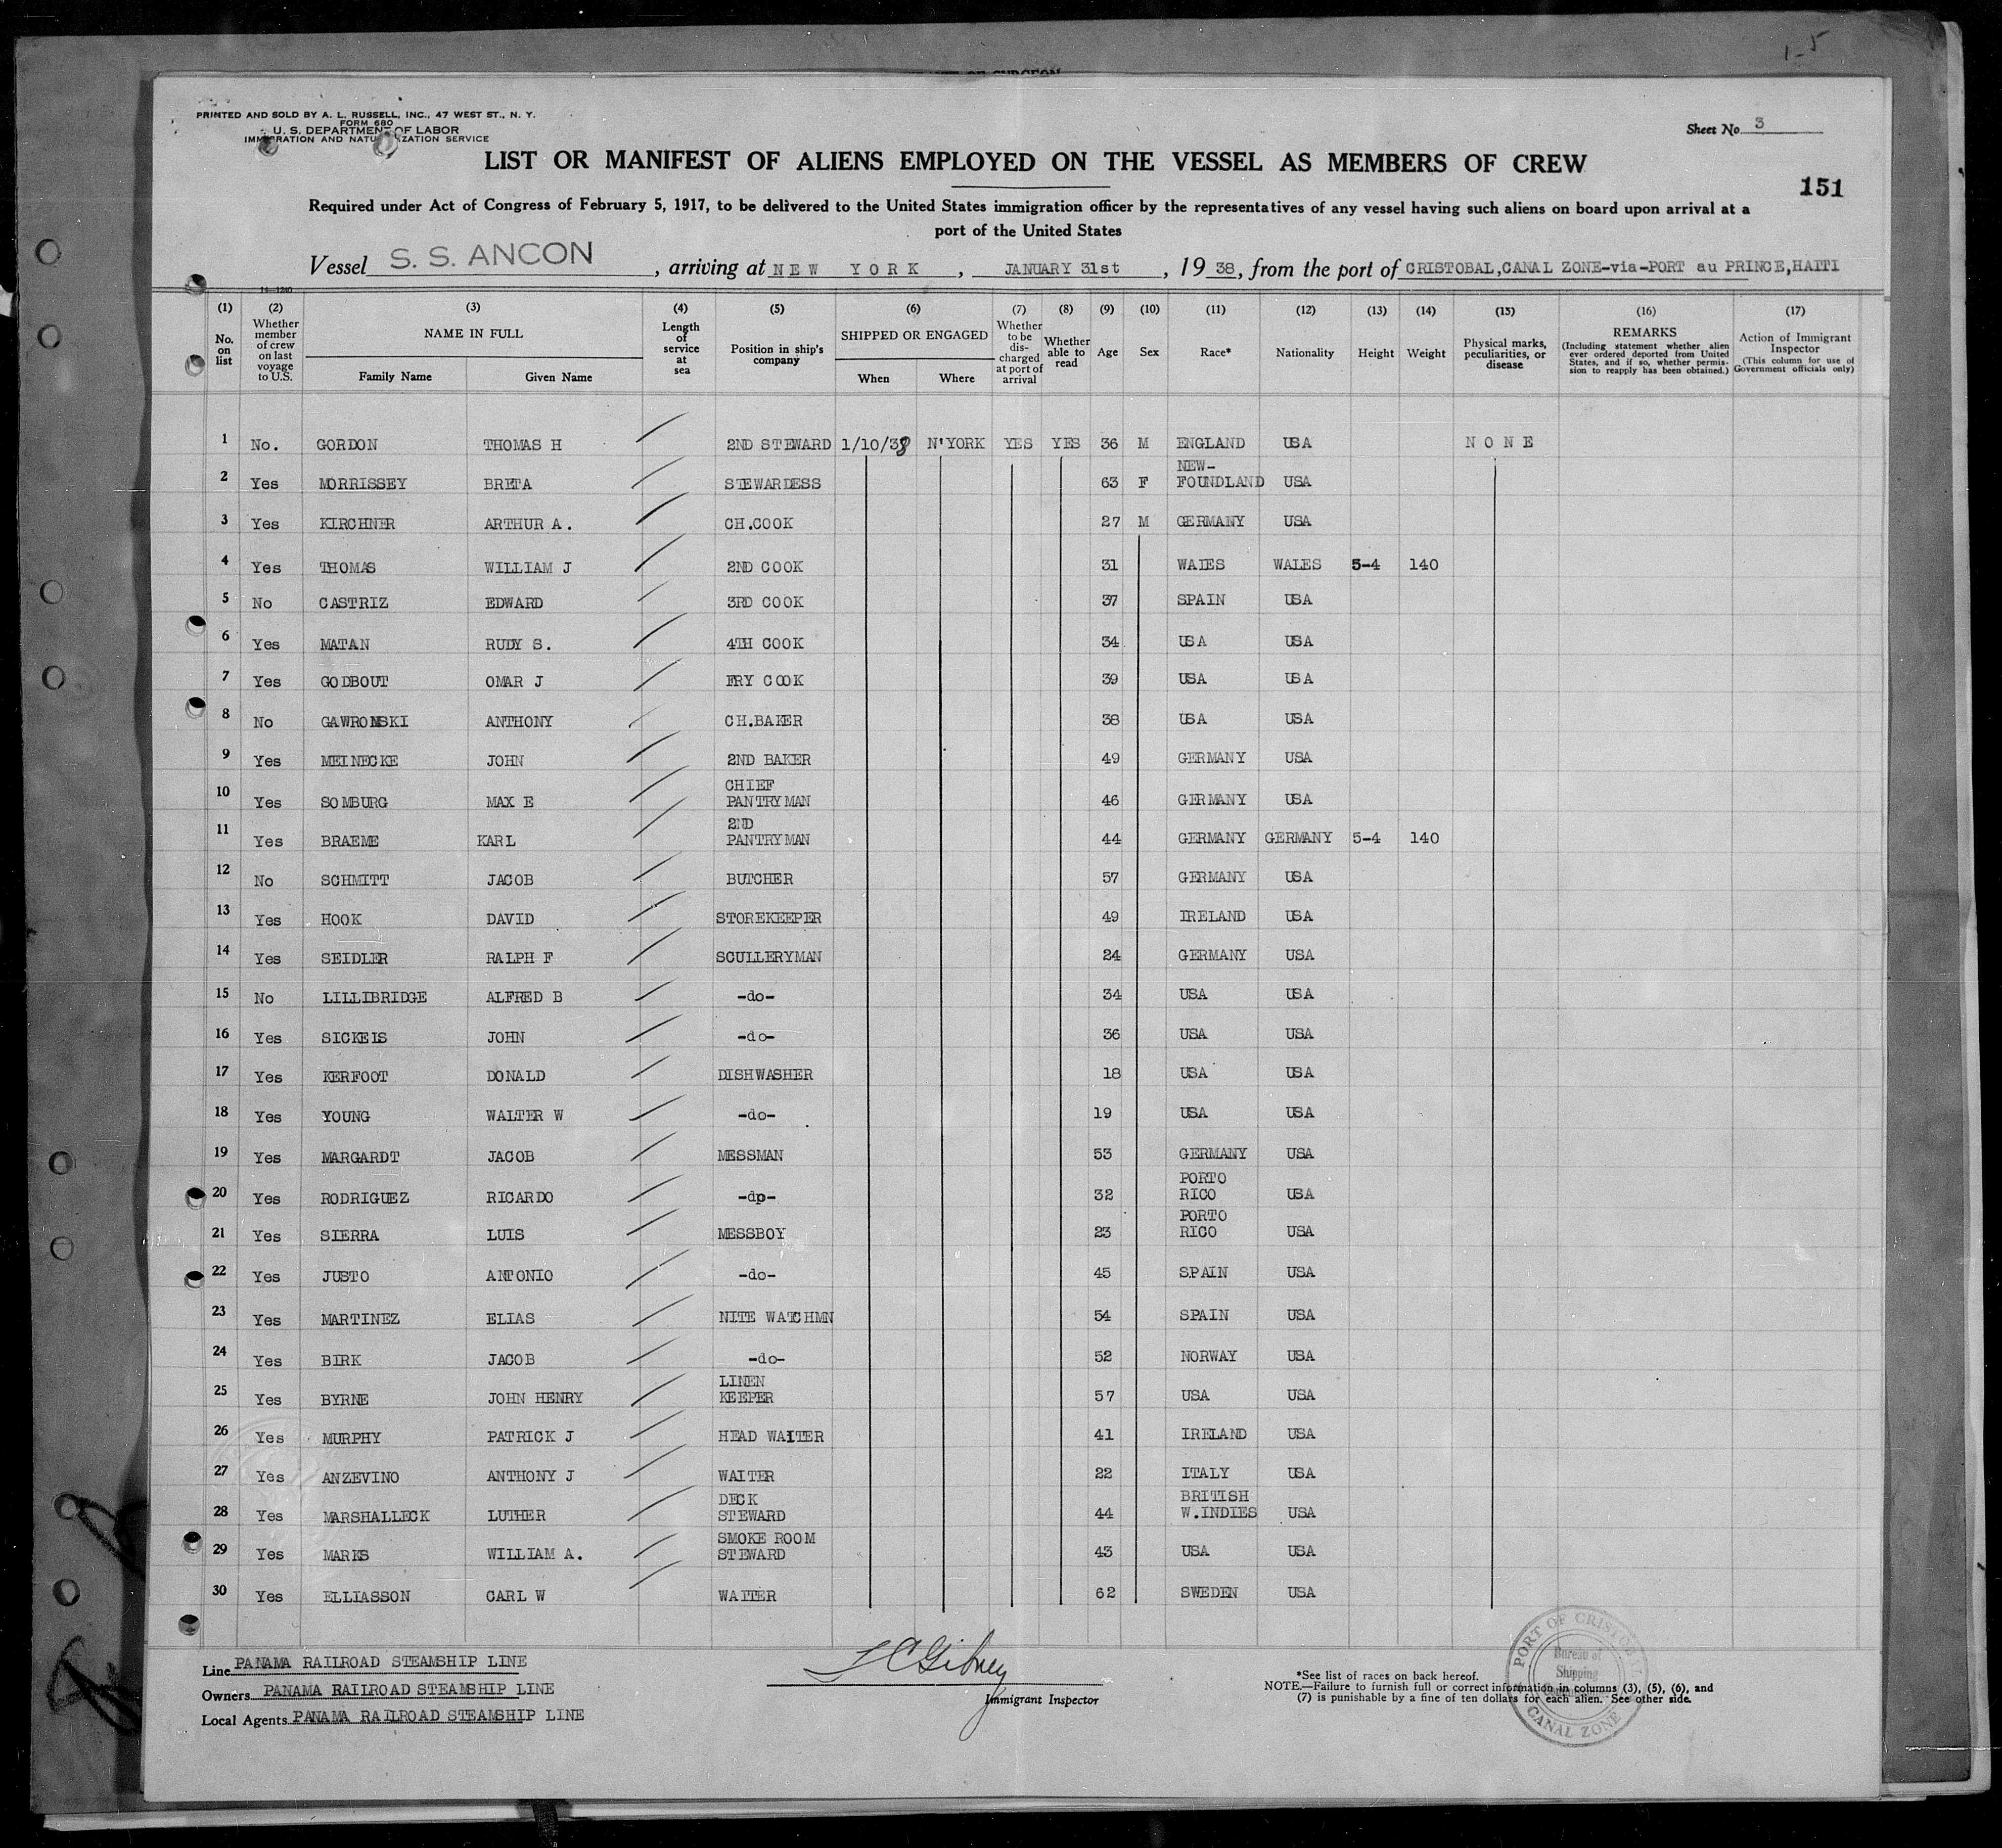 1-5
PRINTED AND SOLD BY A. L. RUSSELL, INC., 47 WEST ST., N. Y.
FORM 680
U. S. DEPARTMENT OF LABOR
IMMIGRATION AND NATURALIZATION SERVICE
Sheet No. 3
LIST OR MANIFEST OF ALIENS EMPLOYED ON THE VESSEL AS MEMBERS OF CREW
151
Required under Act of Congress of February 5, 1917, to be delivered to the United States immigration officer by the representatives of any vessel having such aliens on board upon arrival at a
port of the United States
Vessel S. S. ANCON, arriving at NEW YORK, JANUARY 31st, 1938, from the port of CRISTOBAL,CANAL ZONE-via-PORT au PRINCE,HAITI
14-1240
(1) (2) (3) (4) (5) (6) (7) (8) (9) (10) (11) (12) (13) (14) (15) (16) (17)
No. on list
Whether member of crew on last voyage to U.S.
NAME IN FULL
Family Name Given Name
Length of service at sea
Position in ship's company
SHIPPED OR ENGAGED
When Where
Whether to be dis-charged at port of arrival
Whether able to read
Age Sex Race* Nationality Height Weight
Physical marks, peculiarities, or disease
REMARKS
(Including statement whether alien ever ordered deported from United States, and if so, whether permis-sion to reapply has been obtained.)
Action of Immigrant Inspector
(This column for use of Government officials only)
1 No. GORDON THOMAS H 2ND STEWARD 1/10/38 N'YORK YES YES 36 M ENGLAND USA NONE
2 Yes MORRISSEY BRETA STEWARDESS 63 F NEW-FOUNDLAND USA
3 Yes KIRCHNER ARTHUR A. CH.COOK 27 M GERMANY USA
4 Yes THOMAS WILLIAM J 2ND COOK 31 WALES WALES 5-4 140
5 No CASTRIZ EDWARD 3RD COOK 37 SPAIN USA
6 Yes MATAN RUDY S. 4TH COOK 34 USA USA
7 Yes GODBOUT OMAR J FRY COOK 39 USA USA
8 No GAWRONSKI ANTHONY CH.BAKER 38 USA USA
9 Yes MEINECKE JOHN 2ND BAKER 49 GERMANY USA
10 Yes SOMBURG MAX E CHIEF PANTRYMAN 46 GERMANY USA
11 Yes BRAEME KARL 2ND PANTRYMAN 44 GERMANY GERMANY 5-4 140
12 No SCHMITT JACOB BUTCHER 57 GERMANY USA
13 Yes HOOK DAVID STOREKEEPER 49 IRELAND USA
14 Yes SEIDLER RALPH F SCULLERYMAN 24 GERMANY USA
15 No LILLIBRIDGE ALFRED B -do- 34 USA USA
16 Yes SICKELS JOHN -do- 36 USA USA
17 Yes KERFOOT DONALD DISHWASHER 18 USA USA
18 Yes YOUNG WALTER W -do- 19 USA USA
19 Yes MARGARDT JACOB MESSMAN 53 GERMANY USA
20 Yes RODRIGUEZ RICARDO -dp- 32 PORTO RICO USA
21 Yes SIERRA LUIS MESSBOY 23 PORTO RICO USA
22 Yes JUSTO ANTONIO -do- 45 SPAIN USA
23 Yes MARTINEZ ELIAS NITE WATCHMN 54 SPAIN USA
24 Yes BIRK JACOB -do- 52 NORWAY USA
25 Yes BYRNE JOHN HENRY LINEN KEEPER 57 USA USA
26 Yes MURPHY PATRICK J HEAD WAITER 41 IRELAND USA
27 Yes ANZEVINO ANTHONY J WAITER 22 ITALY USA
28 Yes MARSHALLECK LUTHER DECK STEWARD 44 BRITISH W.INDIES USA
29 Yes MARKS WILLIAM A. SMOKE ROOM STEWARD 43 USA USA
30 Yes ELLIASSON CARL W WAITER 62 SWEDEN USA
Line PANAMA RAILROAD STEAMSHIP LINE
Owners PANAMA RAILROAD STEAMSHIP LINE
Local Agents PANAMA RAILROAD STEAMSHIP LINE
Immigrant Inspector
*See list of races on back hereof.
NOTE.—Failure to furnish full or correct information in columns (3), (5), (6), and
(7) is punishable by a fine of ten dollars for each alien. See other side.
PORT OF CRISTOBAL
Bureau of
Shipping
CANAL ZONE